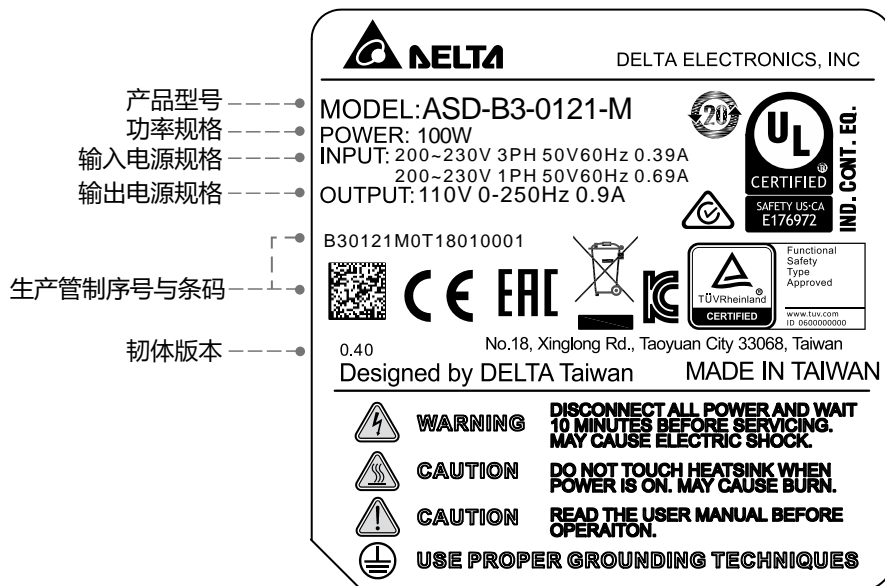 DELTA
DELTA ELECTRONICS, INC
产品型号
MODEL:ASD-B3-0121-M
功率规格
POWER: 100W
输入电源规格
INPUT: 200~230V 3PH 50V60Hz 0.39A
200~230V 1PH 50V60Hz 0.69A
输出电源规格
OUTPUT:110V 0-250Hz 0.9A
20
UL
®
CERTIFIED
SAFETY US·CA
E176972
IND. CONT. EQ.
生产管制序号与条码
B30121M0T18010001
CE
EAC
TÜVRheinland
®
CERTIFIED
Functional
Safety
Type
Approved
www.tuv.com
ID 0600000000
韧体版本
0.40
No.18, Xinglong Rd., Taoyuan City 33068, Taiwan
Designed by DELTA Taiwan
MADE IN TAIWAN
WARNING
DISCONNECT ALL POWER AND WAIT
10 MINUTES BEFORE SERVICING.
MAY CAUSE ELECTRIC SHOCK.
CAUTION
DO NOT TOUCH HEATSINK WHEN
POWER IS ON. MAY CAUSE BURN.
CAUTION
READ THE USER MANUAL BEFORE
OPERAITON.
USE PROPER GROUNDING TECHNIQUES